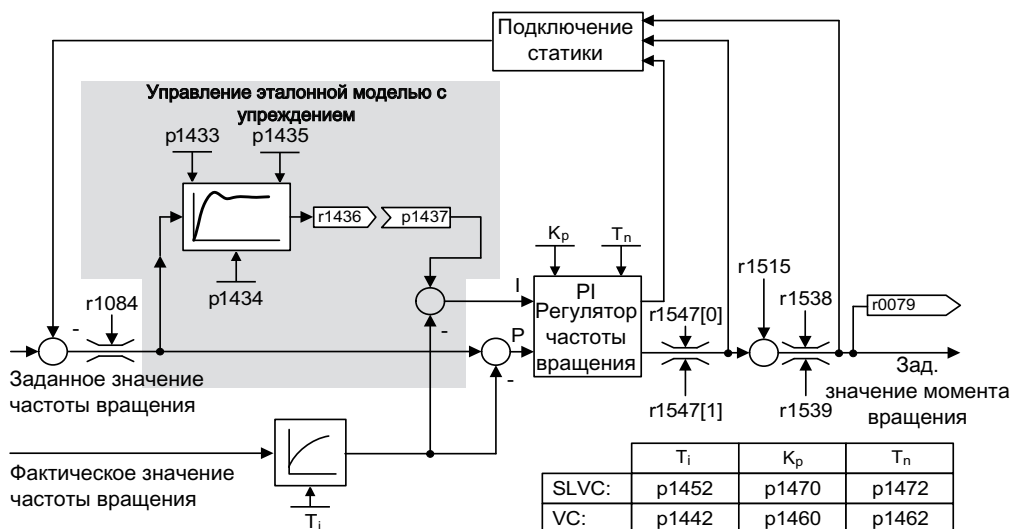 Подключение
статики
Управление эталонной моделью с
упреждением
p1433
p1435
r1436
p1437
p1434
r1084
-
Kp
Tn
I
P
-
-
PI
Регулятор
частоты
вращения
r1547[0]
r1547[1]
r1515
r1538
r1539
r0079
Зад.
значение момента
вращения
Заданное значение
частоты вращения
Фактическое значение
частоты вращения
Ti
Ti Kp Tn
SLVC: p1452 p1470 p1472
VC: p1442 p1460 p1462